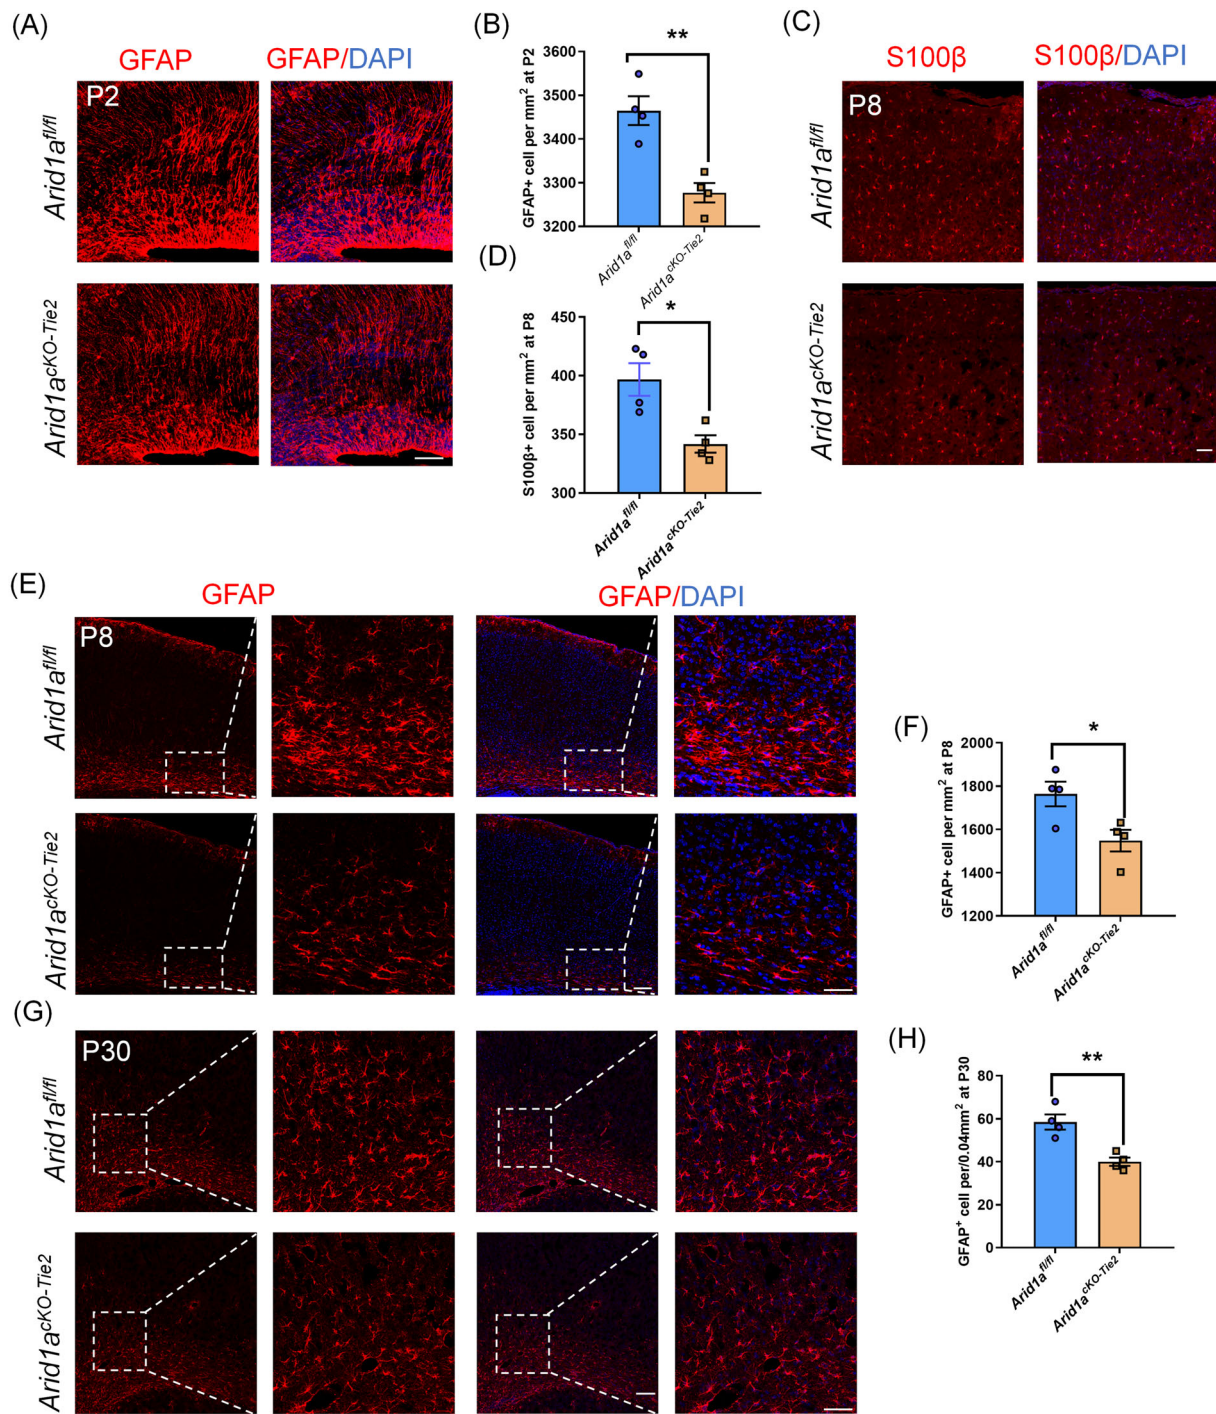 (A)
GFAP
GFAP/DAPI
P2
Arid1a^fl/fl
Arid1a^cKO-Tie2
(B)
**
GFAP+ cell per mm² at P2
3600
3500
3400
3300
3200
Arid1a^fl/fl
Arid1a^cKO-Tie2
(C)
S100β
S100β/DAPI
P8
Arid1a^fl/fl
Arid1a^cKO-Tie2
(D)
*
S100β+ cell per mm² at P8
450
400
350
300
Arid1a^fl/fl
Arid1a^cKO-Tie2
(E)
GFAP
GFAP/DAPI
P8
Arid1a^fl/fl
Arid1a^cKO-Tie2
(F)
*
GFAP+ cell per mm² at P8
2000
1800
1600
1400
1200
Arid1a^fl/fl
Arid1a^cKO-Tie2
(G)
P30
Arid1a^fl/fl
Arid1a^cKO-Tie2
(H)
**
GFAP⁺ cell per/0.04mm² at P30
80
60
40
20
0
Arid1a^fl/fl
Arid1a^cKO-Tie2